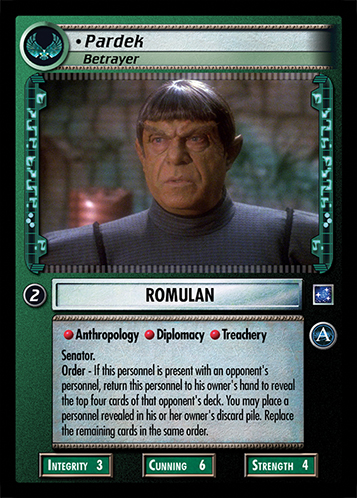 • Pardek
Betrayer
2
ROMULAN
Anthropology Diplomacy Treachery
A
Senator.
Order - If this personnel is present with an opponent's
personnel, return this personnel to his owner's hand to reveal
the top four cards of that opponent's deck. You may place a
personnel revealed in his or her owner's discard pile. Replace
the remaining cards in the same order.
INTEGRITY 3 CUNNING 6 STRENGTH 4